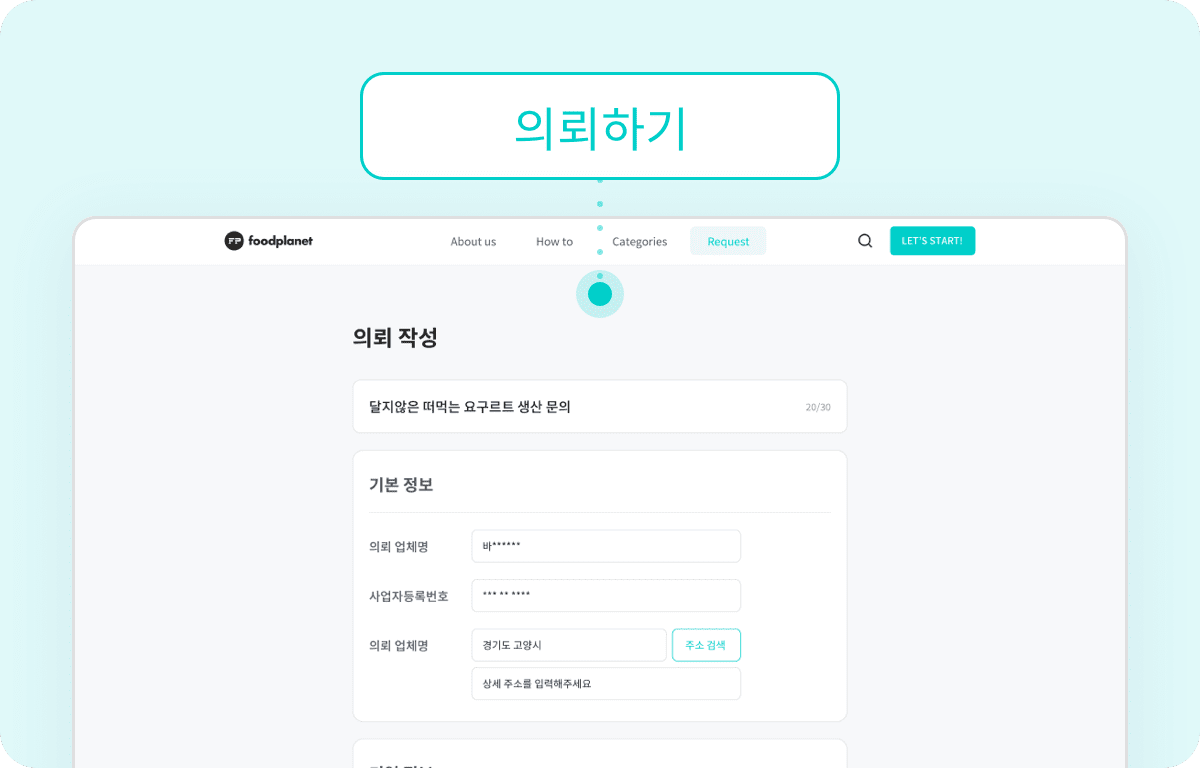 의뢰하기
FP foodplanet About us How to Categories Request LET'S START!
의뢰 작성
달지않은 떠먹는 요구르트 생산 문의 20/30
기본 정보
의뢰 업체명 바******
사업자등록번호 *** ** ****
의뢰 업체명 경기도 고양시 주소 검색
상세 주소를 입력해주세요